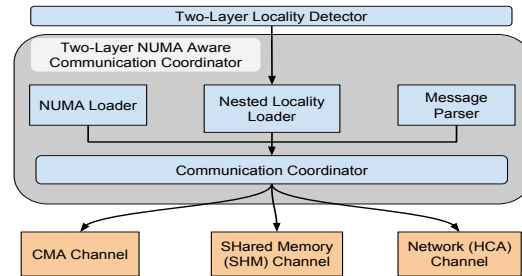 Two-Layer Locality Detector
Two-Layer NUMA Aware
Communication Coordinator
NUMA Loader
Nested Locality
Loader
Message
Parser
Communication Coordinator
CMA Channel
SHared Memory
(SHM) Channel
Network (HCA)
Channel